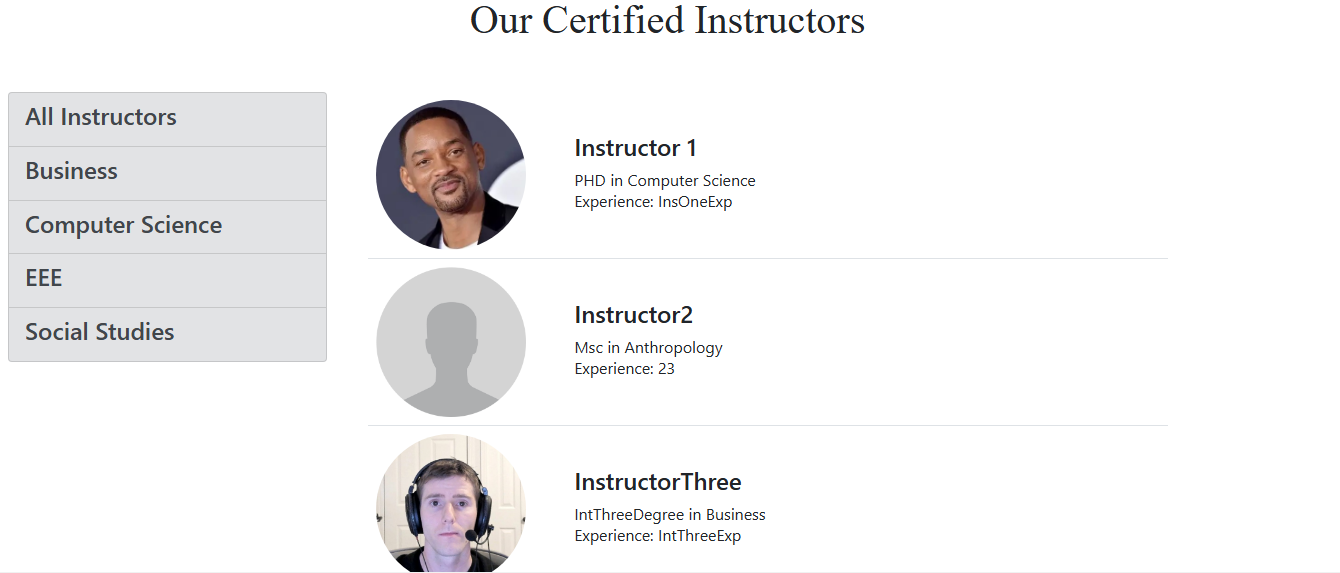 Our Certified Instructors
All Instructors
Business
Computer Science
EEE
Social Studies
Instructor 1
PHD in Computer Science
Experience: InsOneExp
Instructor2
Msc in Anthropology
Experience: 23
InstructorThree
IntThreeDegree in Business
Experience: IntThreeExp